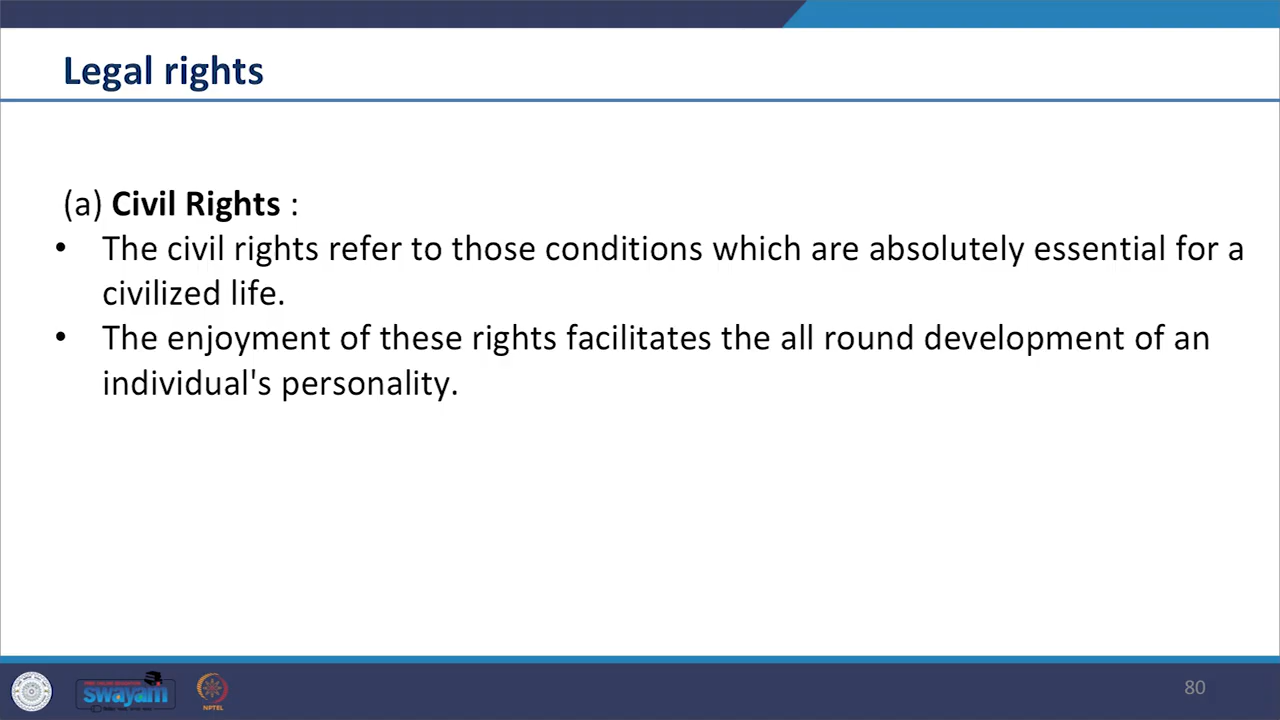 Legal rights
(a) Civil Rights :
• The civil rights refer to those conditions which are absolutely essential for a
civilized life.
• The enjoyment of these rights facilitates the all round development of an
individual's personality.
swayam
NPTEL
80